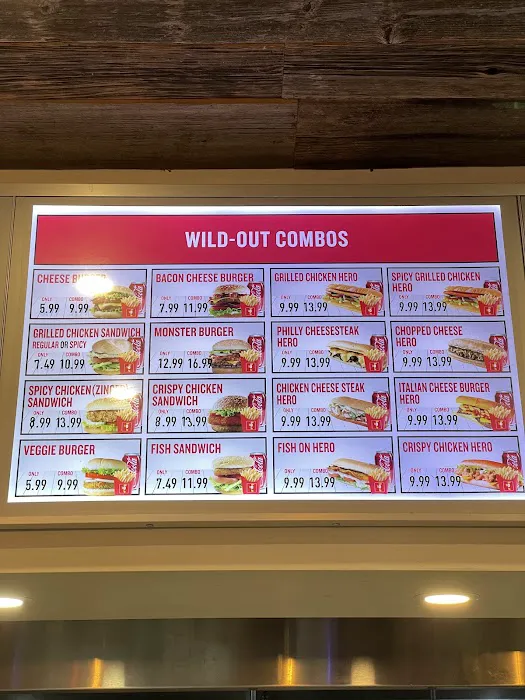 WILD-OUT COMBOS
CHEESE BURGER
ONLY COMBO
5.99 9.99
BACON CHEESE BURGER
ONLY COMBO
7.99 11.99
GRILLED CHICKEN HERO
ONLY COMBO
9.99 13.99
SPICY GRILLED CHICKEN
HERO
ONLY COMBO
9.99 13.99
GRILLED CHICKEN SANDWICH
REGULAR OR SPICY
ONLY COMBO
7.49 10.99
MONSTER BURGER
ONLY COMBO
12.99 16.99
PHILLY CHEESESTEAK
HERO
ONLY COMBO
9.99 13.99
CHOPPED CHEESE
HERO
ONLY COMBO
9.99 13.99
SPICY CHICKEN (ZINGER)
SANDWICH
ONLY COMBO
8.99 13.99
CRISPY CHICKEN
SANDWICH
ONLY COMBO
8.99 13.99
CHICKEN CHEESE STEAK
HERO
ONLY COMBO
9.99 13.99
ITALIAN CHEESE BURGER
HERO
ONLY COMBO
9.99 13.99
VEGGIE BURGER
ONLY COMBO
5.99 9.99
FISH SANDWICH
ONLY COMBO
7.49 11.99
FISH ON HERO
ONLY COMBO
9.99 13.99
CRISPY CHICKEN HERO
ONLY COMBO
9.99 13.99